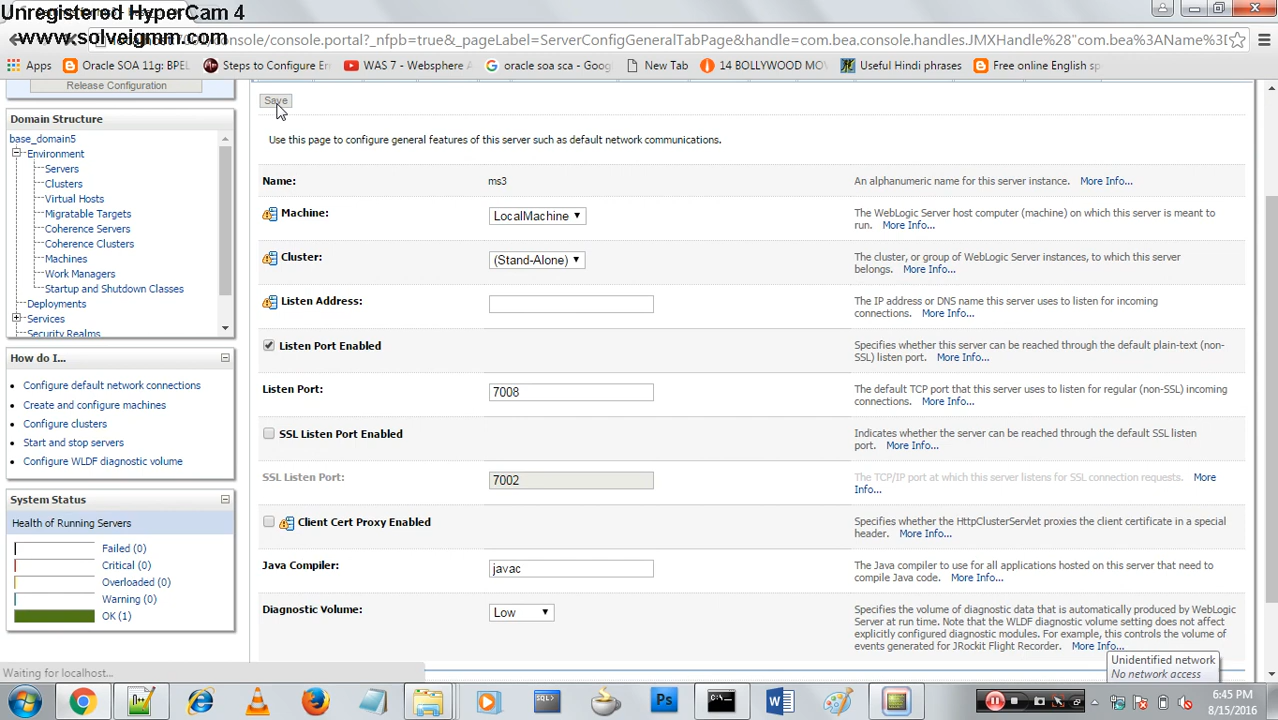 Unregistered HyperCam 4
www.solveigmm.com
/console/console.portal?_nfpb=true&_pageLabel=ServerConfigGeneralTabPage&handle=com.bea.console.handles.JMXHandle%28"com.bea%3AName%3D
Apps
Oracle SOA 11g: BPEL
Steps to Configure En
WAS 7 - Websphere
oracle soa sca - Goog
New Tab
14 BOLLYWOOD MOV
Useful Hindi phrases
Free online English sp
Release Configuration
Domain Structure
base_domain5
Environment
Servers
Clusters
Virtual Hosts
Migratable Targets
Coherence Servers
Coherence Clusters
Machines
Work Managers
Startup and Shutdown Classes
Deployments
Services
Security Realms
How do I...
Configure default network connections
Create and configure machines
Configure clusters
Start and stop servers
Configure WLDF diagnostic volume
System Status
Health of Running Servers
Failed (0)
Critical (0)
Overloaded (0)
Warning (0)
OK (1)
Save
Use this page to configure general features of this server such as default network communications.
Name:
ms3
An alphanumeric name for this server instance. More Info...
Machine:
LocalMachine
The WebLogic Server host computer (machine) on which this server is meant to
run. More Info...
Cluster:
(Stand-Alone)
The cluster, or group of WebLogic Server instances, to which this server
belongs. More Info...
Listen Address:
The IP address or DNS name this server uses to listen for incoming
connections. More Info...
Listen Port Enabled
Specifies whether this server can be reached through the default plain-text (non-
SSL) listen port. More Info...
Listen Port:
7008
The default TCP port that this server uses to listen for regular (non-SSL) incoming
connections. More Info...
SSL Listen Port Enabled
Indicates whether the server can be reached through the default SSL listen
port. More Info...
SSL Listen Port:
7002
The TCP/IP port at which this server listens for SSL connection requests. More
Info...
Client Cert Proxy Enabled
Specifies whether the HttpClusterServlet proxies the client certificate in a special
header. More Info...
Java Compiler:
javac
The Java compiler to use for all applications hosted on this server that need to
compile Java code. More Info...
Diagnostic Volume:
Low
Specifies the volume of diagnostic data that is automatically produced by WebLogic
Server at run time. Note that the WLDF diagnostic volume setting does not affect
explicitly configured diagnostic modules. For example, this controls the volume of
events generated for JRockit Flight Recorder. More Info...
Waiting for localhost...
Unidentified network
No network access
6:45 PM
8/15/2016